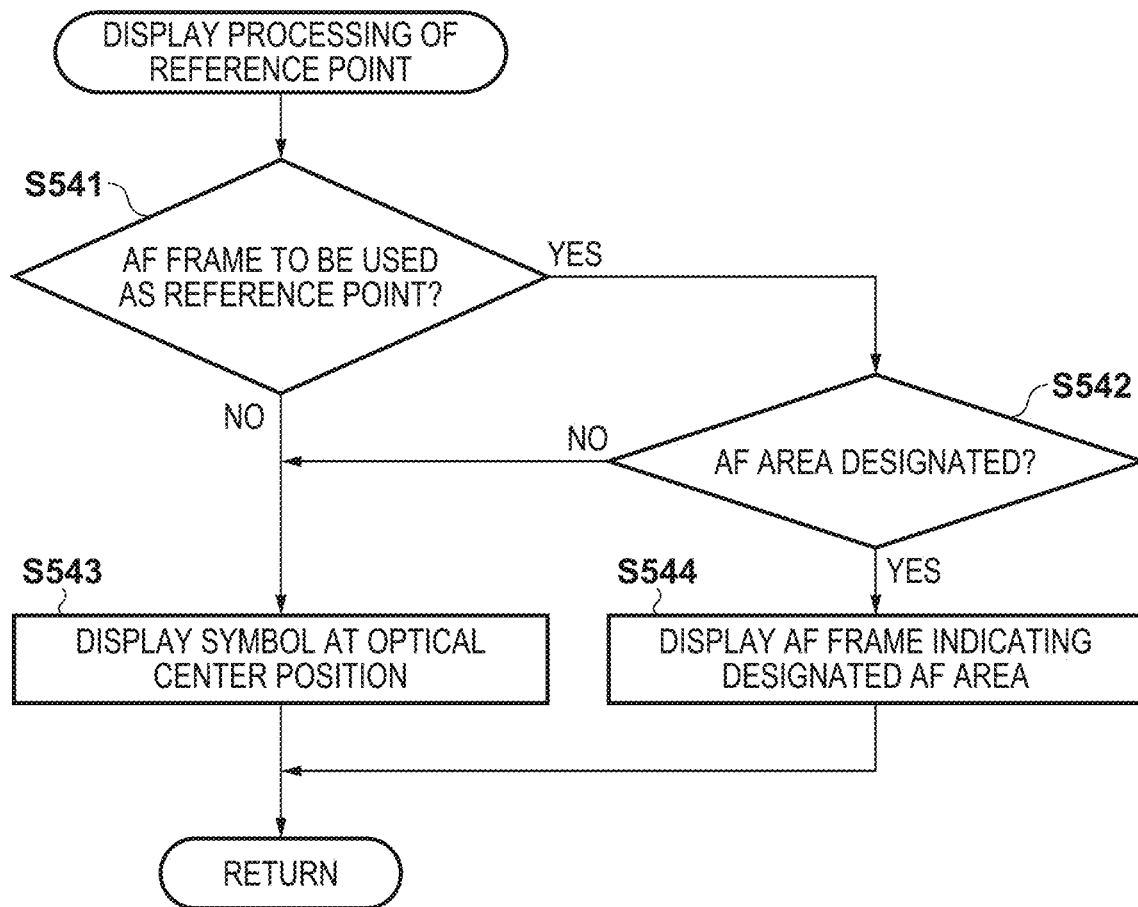 DISPLAY PROCESSING OF
REFERENCE POINT
S541
AF FRAME TO BE USED
AS REFERENCE POINT?
YES
NO
S542
AF AREA DESIGNATED?
NO
YES
S543
DISPLAY SYMBOL AT OPTICAL
CENTER POSITION
S544
DISPLAY AF FRAME INDICATING
DESIGNATED AF AREA
RETURN